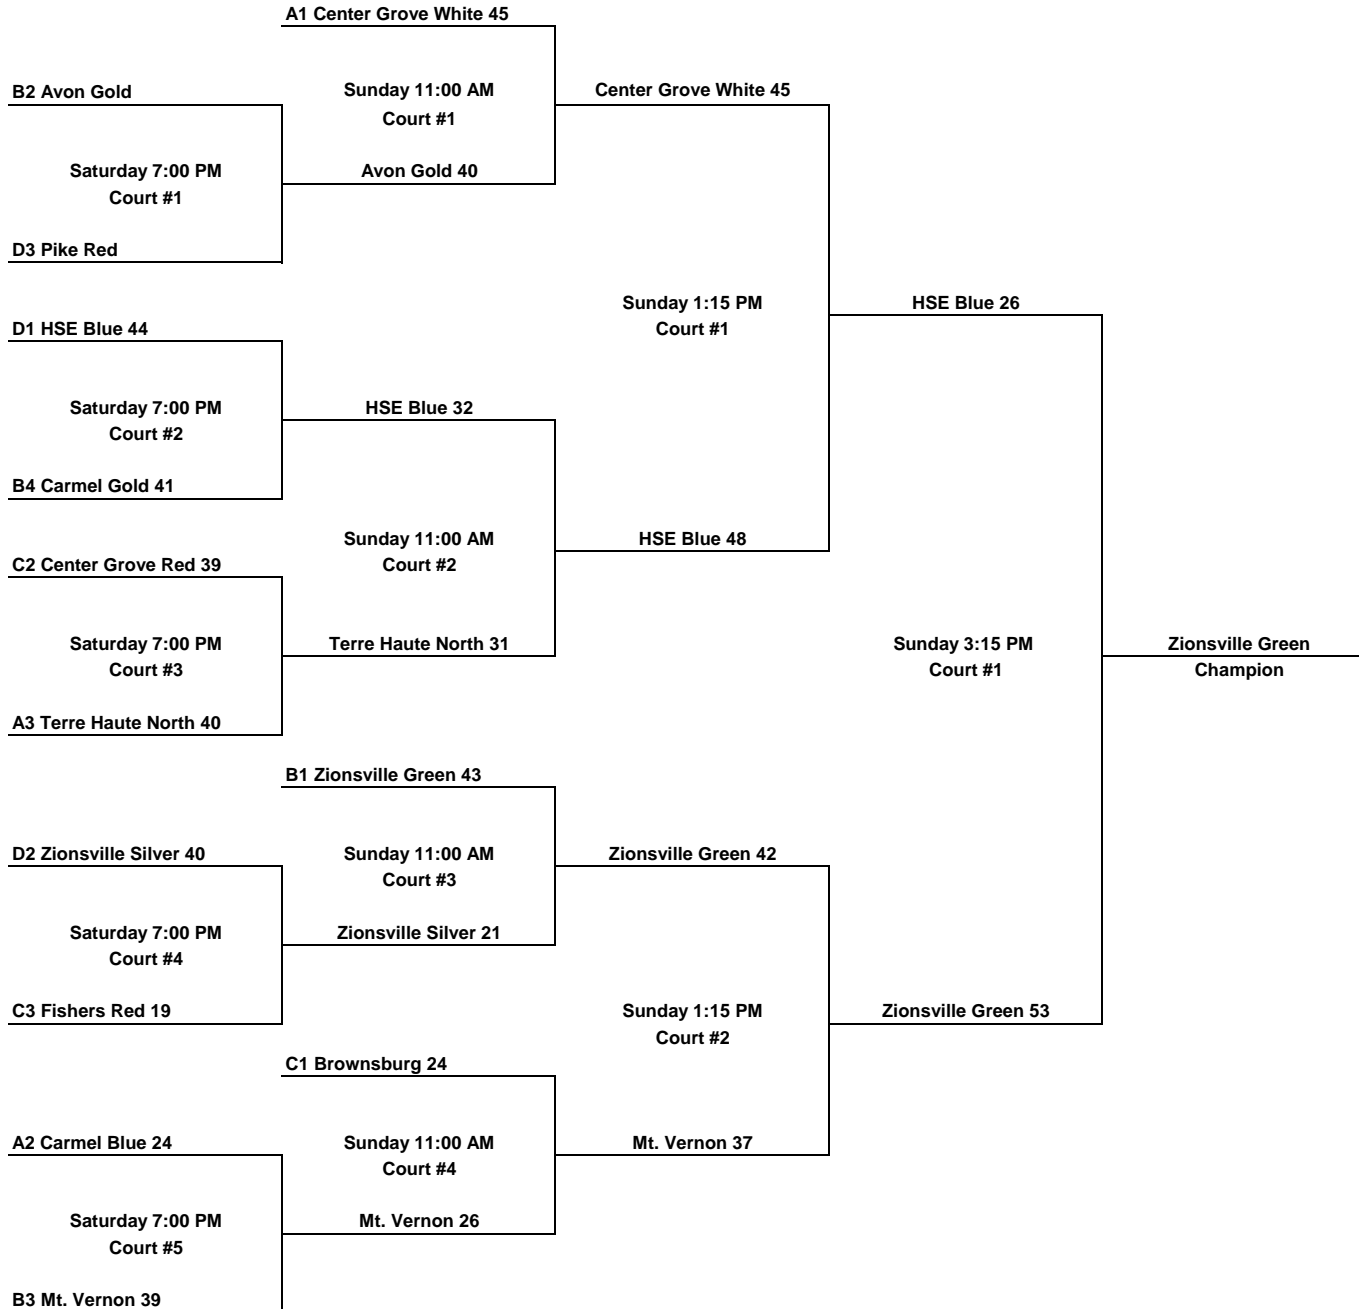 A1 Center Grove White 45
B2 Avon Gold
Sunday 11:00 AM
Court #1
Center Grove White 45
Saturday 7:00 PM
Court #1
Avon Gold 40
D3 Pike Red
Sunday 1:15 PM
Court #1
HSE Blue 26
D1 HSE Blue 44
Saturday 7:00 PM
Court #2
HSE Blue 32
B4 Carmel Gold 41
Sunday 11:00 AM
Court #2
HSE Blue 48
C2 Center Grove Red 39
Saturday 7:00 PM
Court #3
Terre Haute North 31
Sunday 3:15 PM
Court #1
Zionsville Green
Champion
A3 Terre Haute North 40
B1 Zionsville Green 43
D2 Zionsville Silver 40
Sunday 11:00 AM
Court #3
Zionsville Green 42
Saturday 7:00 PM
Court #4
Zionsville Silver 21
C3 Fishers Red 19
Sunday 1:15 PM
Court #2
Zionsville Green 53
C1 Brownsburg 24
A2 Carmel Blue 24
Sunday 11:00 AM
Court #4
Mt. Vernon 37
Saturday 7:00 PM
Court #5
Mt. Vernon 26
B3 Mt. Vernon 39